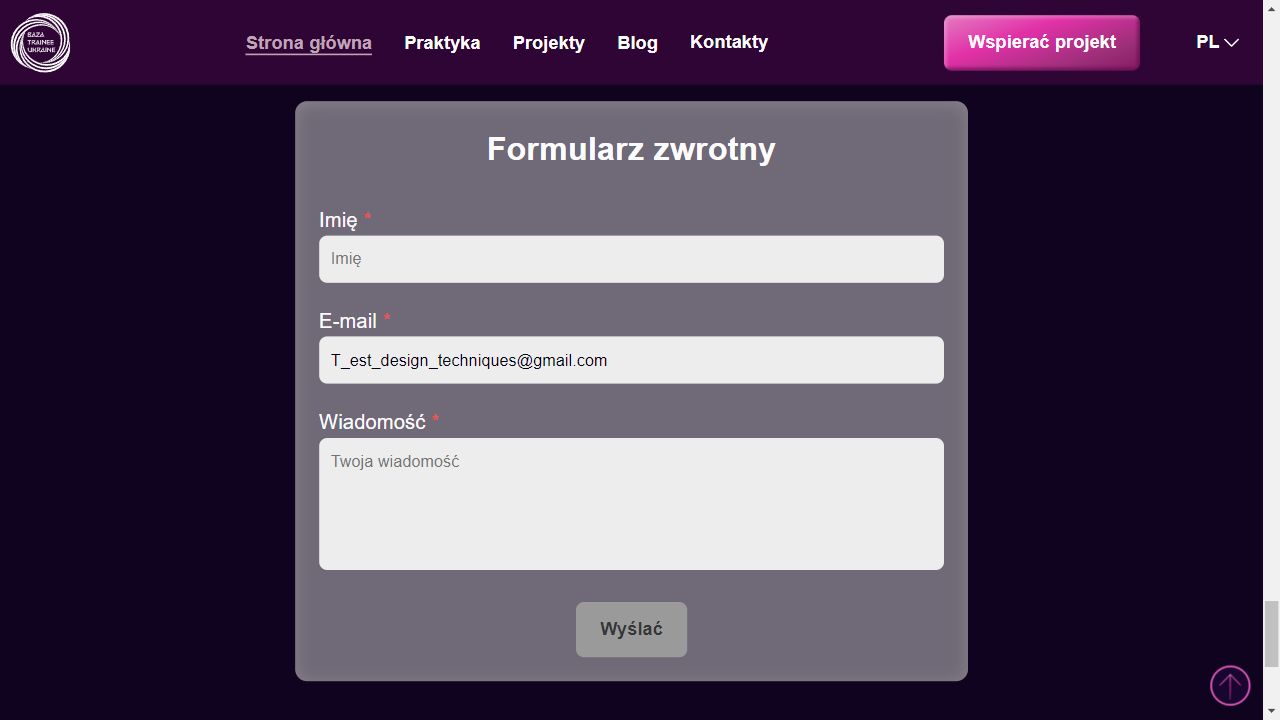 BAZA
TRAINEE
UKRAINE
Strona główna
Praktyka
Projekty
Blog
Kontakty
Wspierać projekt
PL
Formularz zwrotny
Imię *
Imię
E-mail *
T_est_design_techniques@gmail.com
Wiadomość *
Twoja wiadomość
Wyślać